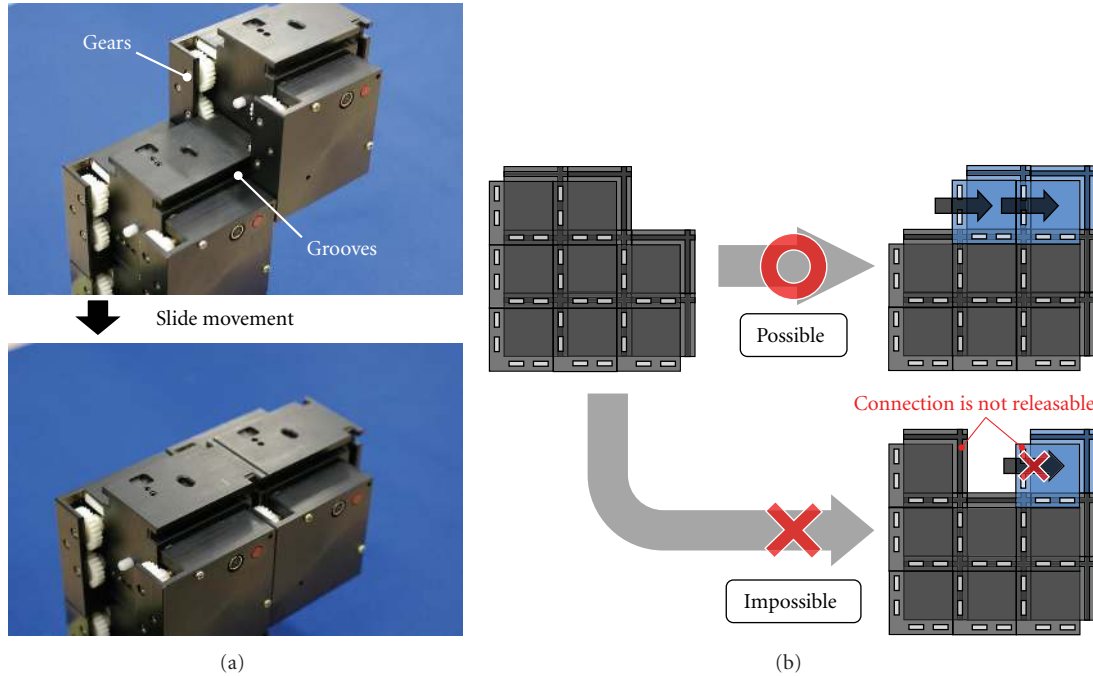 Gears
Grooves
Slide movement
(a)
Possible
Connection is not releasable
Impossible
(b)